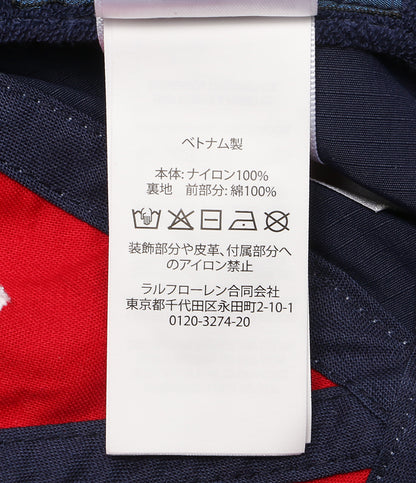 ベトナム製
本体: ナイロン100%
裏地 前部分: 綿100%
装飾部分や皮革、付属部分へ
のアイロン禁止
ラルフローレン合同会社
東京都千代田区永田町2-10-1
0120-3274-20